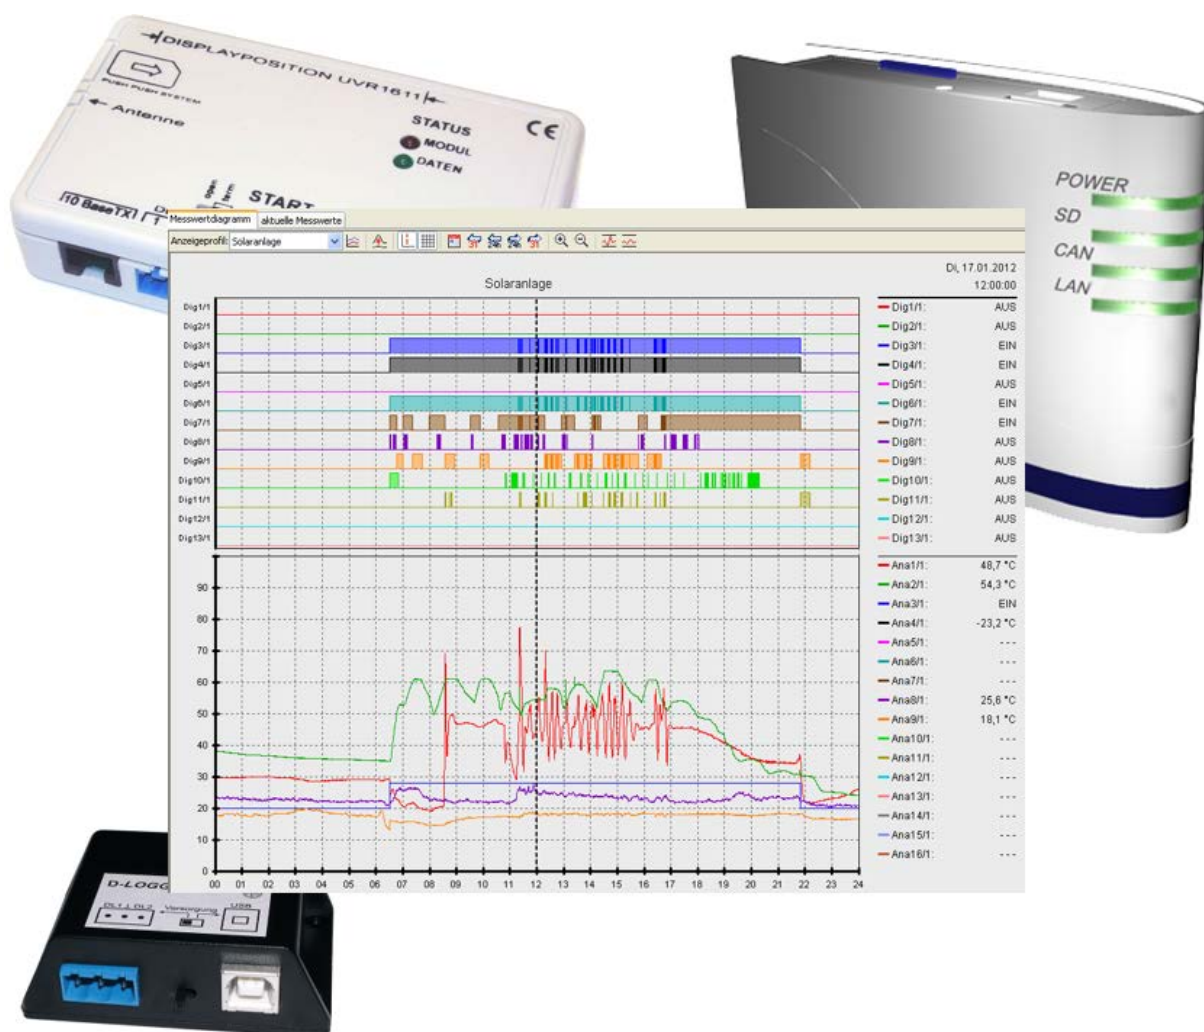 DISPLAYPOSITION UVR1611
PUSH PUSH SYSTEM
Antenne
STATUS
MODUL
DATEN
CE
10 BaseTX
1
open
term
START
POWER
SD
CAN
LAN
Messwertdiagramm aktuelle Messwerte
Anzeigeprofil: Solaranlage
Di, 17.01.2012
Solaranlage 12:00:00
Dig1/1 Dig1/1: AUS
Dig2/1 Dig2/1: AUS
Dig3/1 Dig3/1: EIN
Dig4/1 Dig4/1: EIN
Dig5/1 Dig5/1: AUS
Dig6/1 Dig6/1: EIN
Dig7/1 Dig7/1: EIN
Dig8/1 Dig8/1: AUS
Dig9/1 Dig9/1: AUS
Dig10/1 Dig10/1: AUS
Dig11/1 Dig11/1: AUS
Dig12/1 Dig12/1: AUS
Dig13/1 Dig13/1: AUS
Ana1/1: 48,7 °C
90 Ana2/1: 54,3 °C
Ana3/1: EIN
80 Ana4/1: -23,2 °C
Ana5/1: ---
70 Ana6/1: ---
Ana7/1: ---
60 Ana8/1: 25,6 °C
50 Ana9/1: 18,1 °C
Ana10/1: ---
40 Ana11/1: ---
30 Ana12/1: ---
Ana13/1: ---
20 Ana14/1: ---
Ana15/1: ---
10 Ana16/1: ---
0
00 01 02 03 04 05 06 07 08 09 10 11 12 13 14 15 16 17 18 19 20 21 22 23 24
D-LOGG
DL1 ⊥ DL2 Versorgung USB